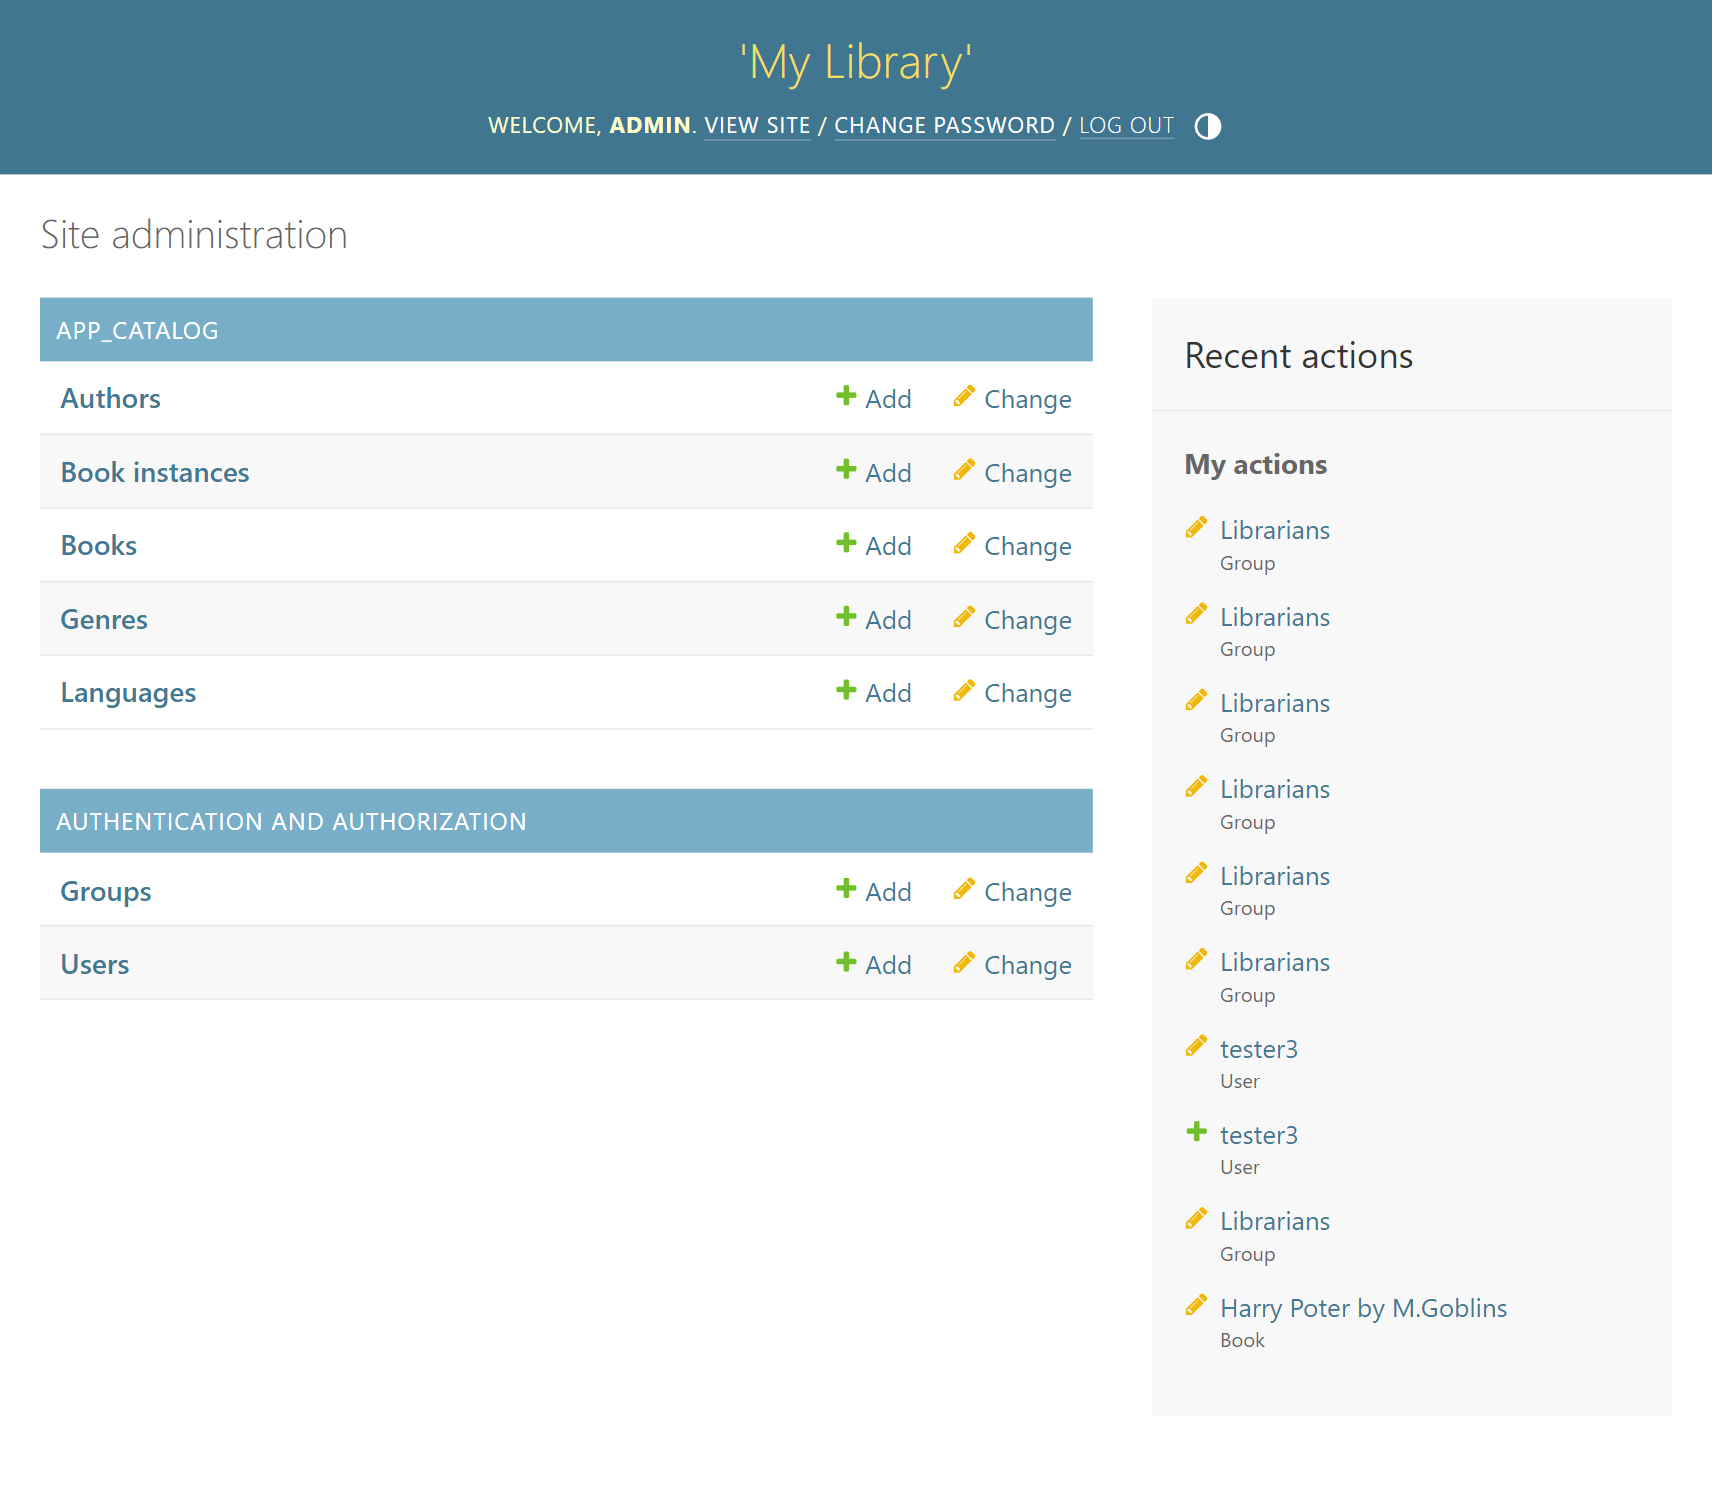 'My Library'
WELCOME, ADMIN. VIEW SITE / CHANGE PASSWORD / LOG OUT
Site administration
APP_CATALOG
Authors Add Change
Book instances Add Change
Books Add Change
Genres Add Change
Languages Add Change
AUTHENTICATION AND AUTHORIZATION
Groups Add Change
Users Add Change
Recent actions
My actions
Librarians
Group
Librarians
Group
Librarians
Group
Librarians
Group
Librarians
Group
Librarians
Group
tester3
User
tester3
User
Librarians
Group
Harry Poter by M.Goblins
Book